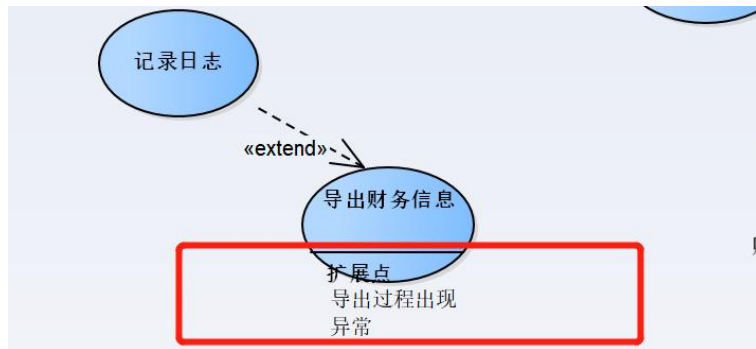 记录日志
«extend»
导出财务信息
扩展点
导出过程出现
异常